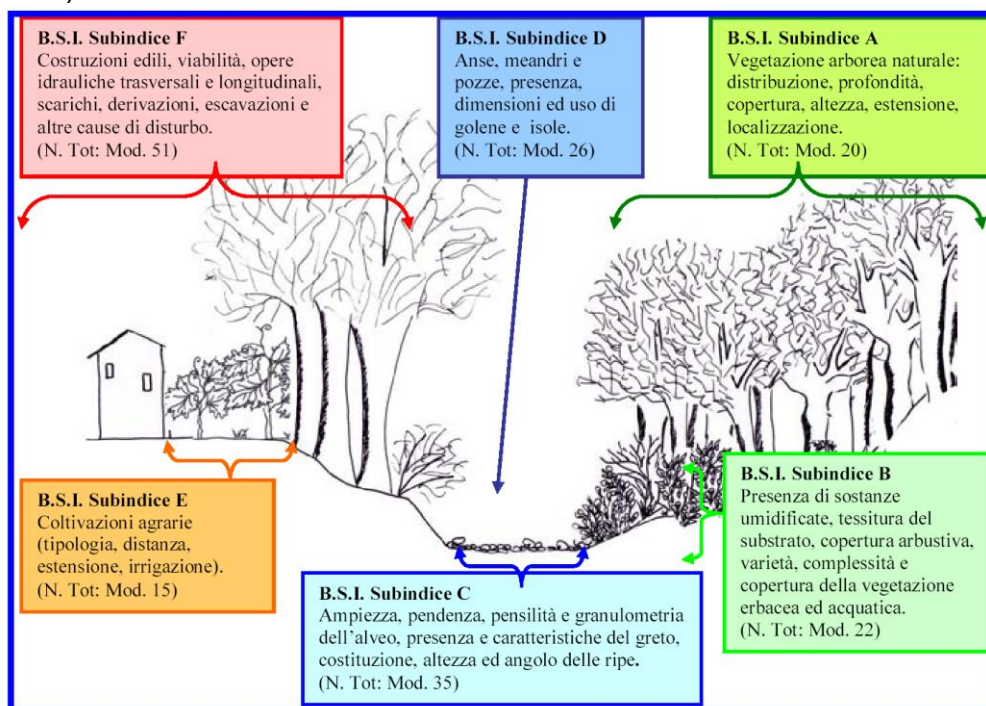 B.S.I. Subindice F
Costruzioni edili, viabilità, opere
idrauliche trasversali e longitudinali,
scarichi, derivazioni, escavazioni e
altre cause di disturbo.
(N. Tot: Mod. 51)
B.S.I. Subindice D
Anse, meandri e
pozze, presenza,
dimensioni ed uso di
golene e isole.
(N. Tot: Mod. 26)
B.S.I. Subindice A
Vegetazione arborea naturale:
distribuzione, profondità,
copertura, altezza, estensione,
localizzazione.
(N. Tot: Mod. 20)
B.S.I. Subindice E
Coltivazioni agrarie
(tipologia, distanza,
estensione, irrigazione).
(N. Tot: Mod. 15)
B.S.I. Subindice C
Ampiezza, pendenza, pensilità e granulometria
dell'alveo, presenza e caratteristiche del greto,
costituzione, altezza ed angolo delle ripe.
(N. Tot: Mod. 35)
B.S.I. Subindice B
Presenza di sostanze
umidificate, tessitura del
substrato, copertura arbustiva,
varietà, complessità e
copertura della vegetazione
erbacea ed acquatica.
(N. Tot: Mod. 22)